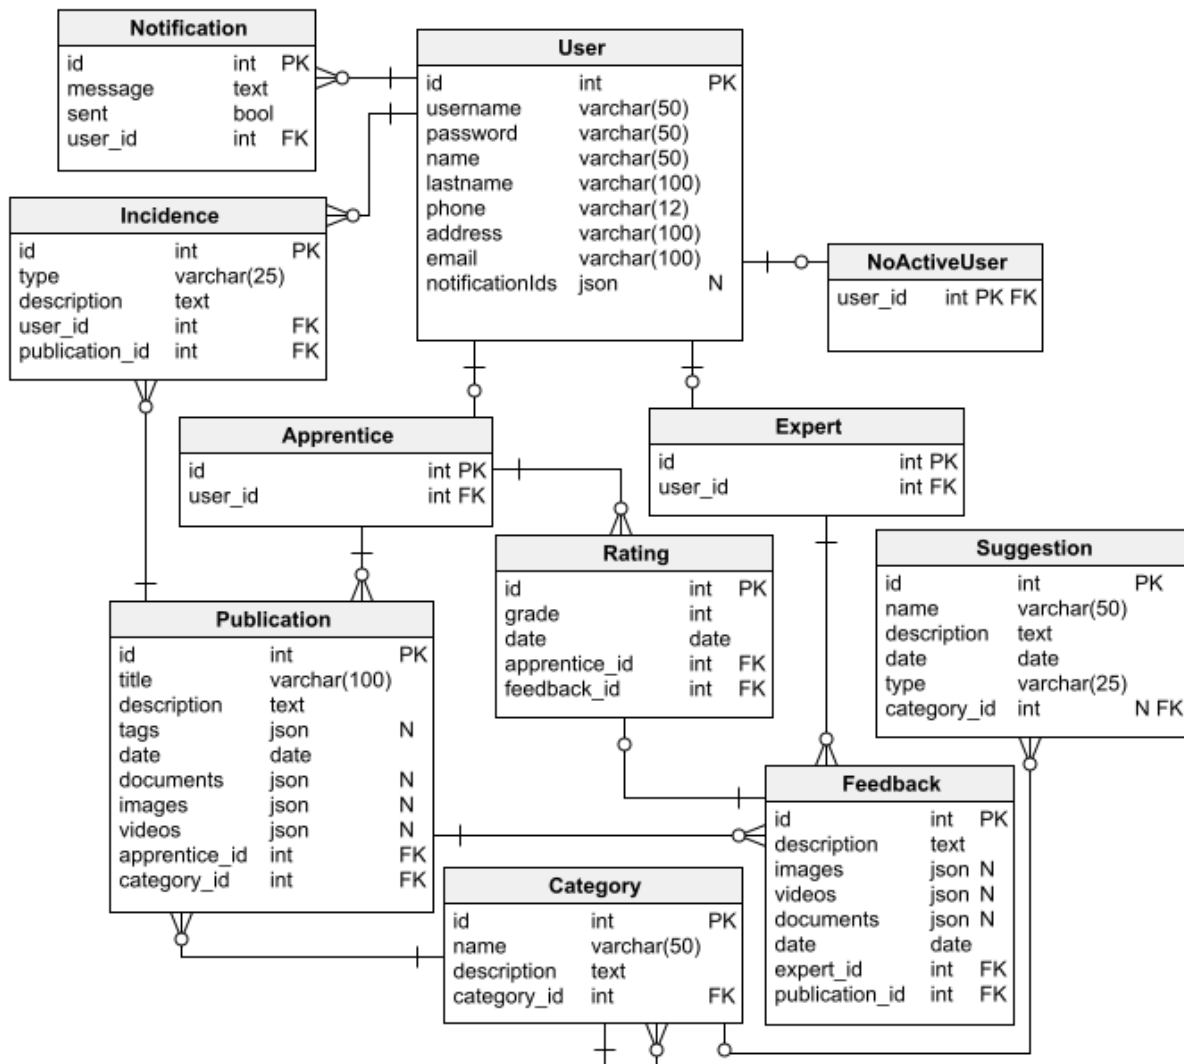 Notification
id int PK
message text
sent bool
user_id int FK
User
id int PK
username varchar(50)
password varchar(50)
name varchar(50)
lastname varchar(100)
phone varchar(12)
address varchar(100)
email varchar(100)
notificationIds json N
Incidence
id int PK
type varchar(25)
description text
user_id int FK
publication_id int FK
NoActiveUser
user_id int PK FK
Apprentice
id int PK
user_id int FK
Expert
id int PK
user_id int FK
Rating
id int PK
grade int
date date
apprentice_id int FK
feedback_id int FK
Suggestion
id int PK
name varchar(50)
description text
date date
type varchar(25)
category_id int N FK
Publication
id int PK
title varchar(100)
description text
tags json N
date date
documents json N
images json N
videos json N
apprentice_id int FK
category_id int FK
Feedback
id int PK
description text
images json N
videos json N
documents json N
date date
expert_id int FK
publication_id int FK
Category
id int PK
name varchar(50)
description text
category_id int FK